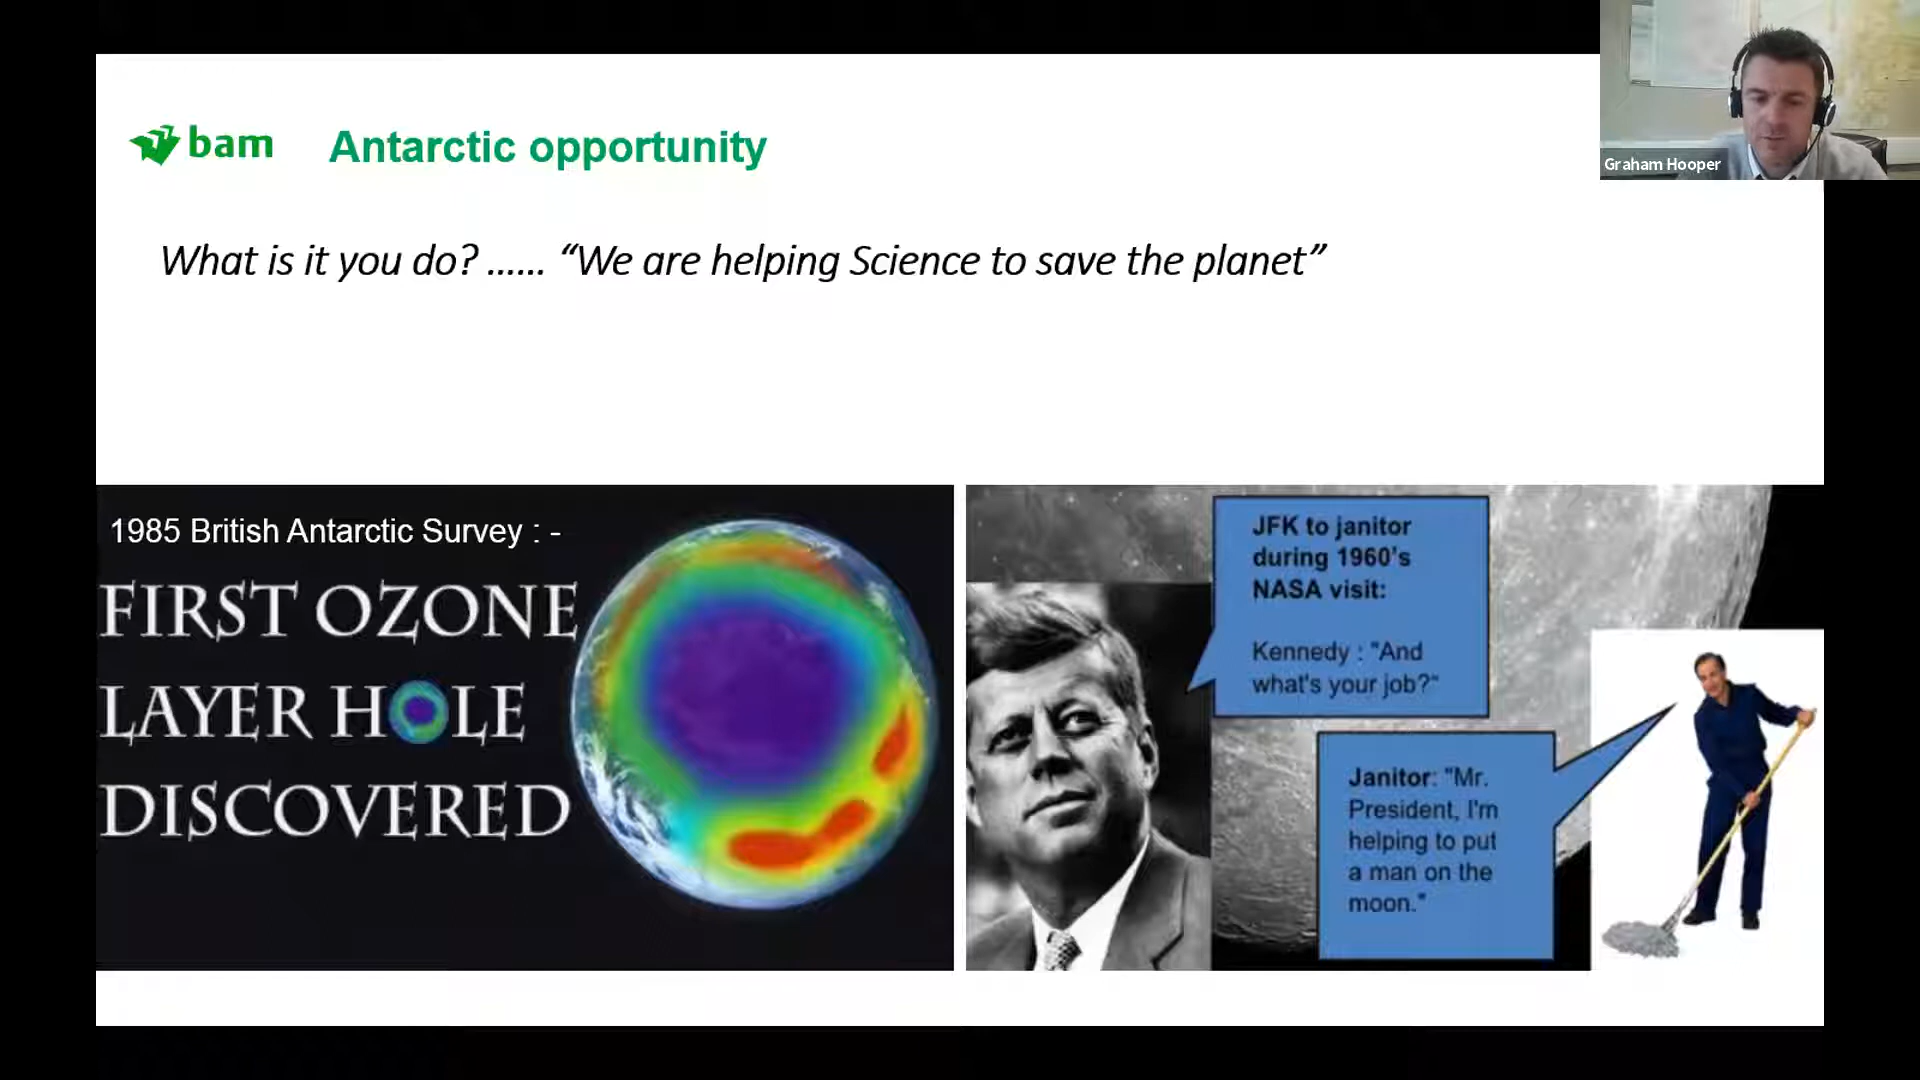 bam
Antarctic opportunity
Graham Hooper
What is it you do? ...... “We are helping Science to save the planet”
1985 British Antarctic Survey : -
FIRST OZONE
LAYER HOLE
DISCOVERED
JFK to janitor
during 1960's
NASA visit:
Kennedy : "And
what's your job?"
Janitor: "Mr.
President, I'm
helping to put
a man on the
moon."